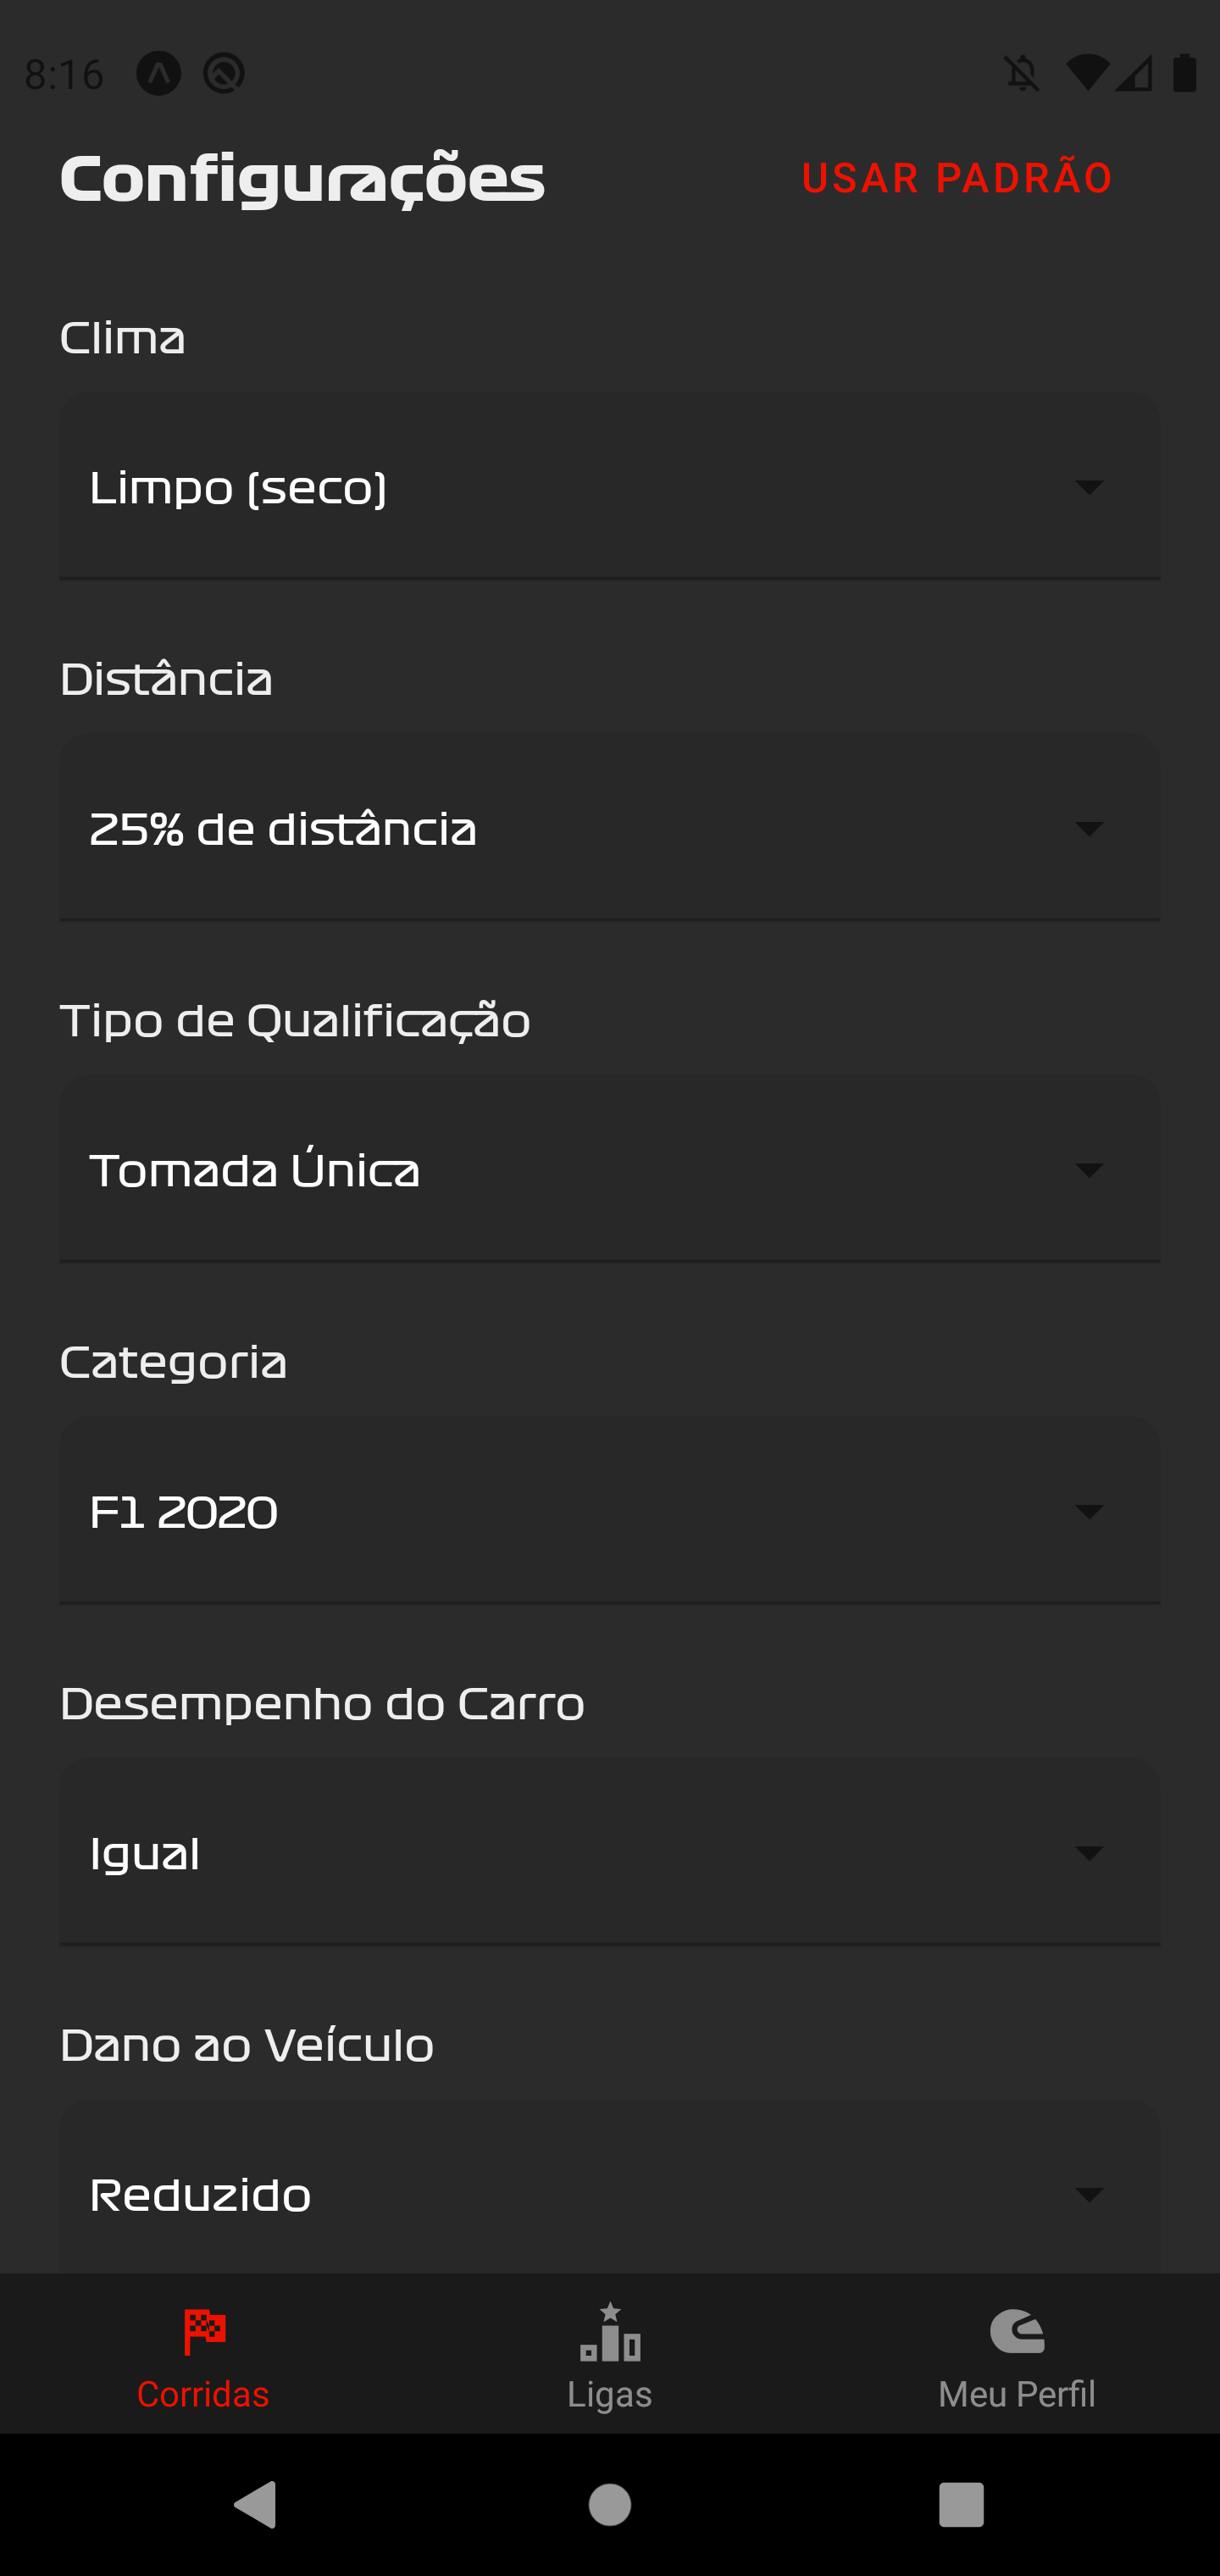 8:16
Configurações
USAR PADRÃO
Clima
Limpo (seco)
Distância
25% de distância
Tipo de Qualificação
Tomada Única
Categoria
F1 2020
Desempenho do Carro
Igual
Dano ao Veículo
Reduzido
Corridas
Ligas
Meu Perfil